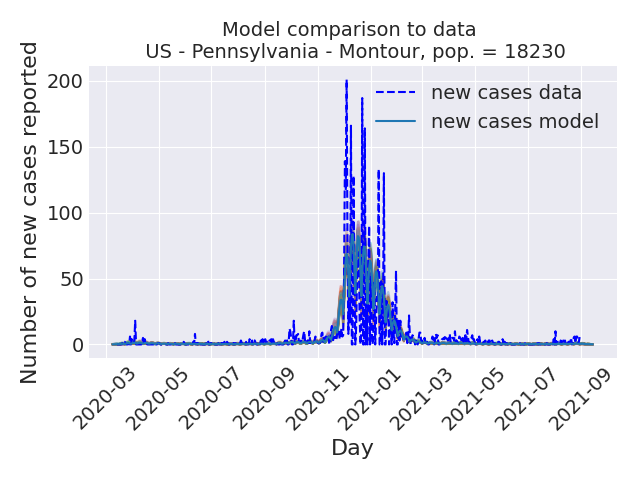 Model comparison to data
US - Pennsylvania - Montour, pop. = 18230
Number of new cases reported
200
150
100
50
0
new cases data
new cases model
2020-03
2020-05
2020-07
2020-09
2020-11
2021-01
2021-03
2021-05
2021-07
2021-09
Day